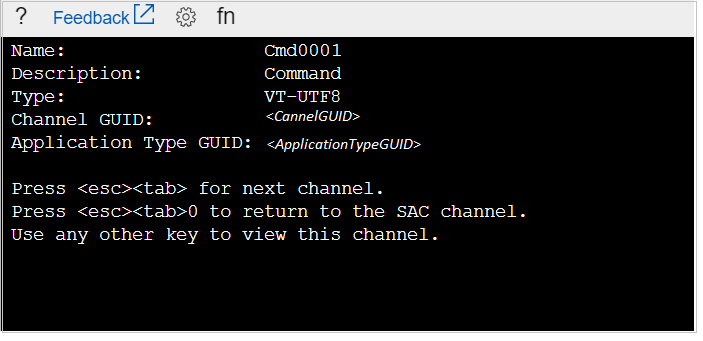 ? Feedback fn
Name: Cmd0001
Description: Command
Type: VT-UTF8
Channel GUID: <CannelGUID>
Application Type GUID: <ApplicationTypeGUID>
Press <esc><tab> for next channel.
Press <esc><tab>0 to return to the SAC channel.
Use any other key to view this channel.